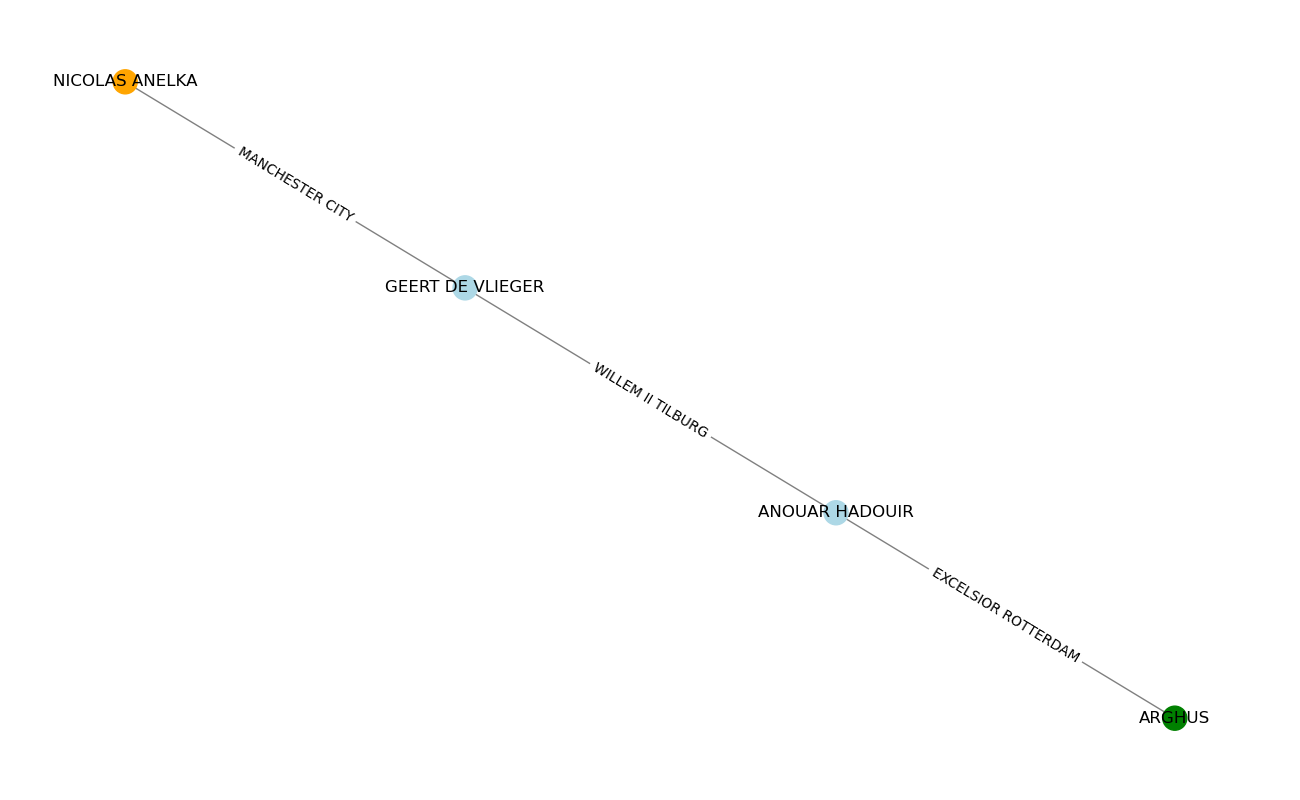 NICOLAS ANELKA
MANCHESTER CITY
GEERT DE VLIEGER
WILLEM II TILBURG
ANOUAR HADOUIR
EXCELSIOR ROTTERDAM
ARGHUS